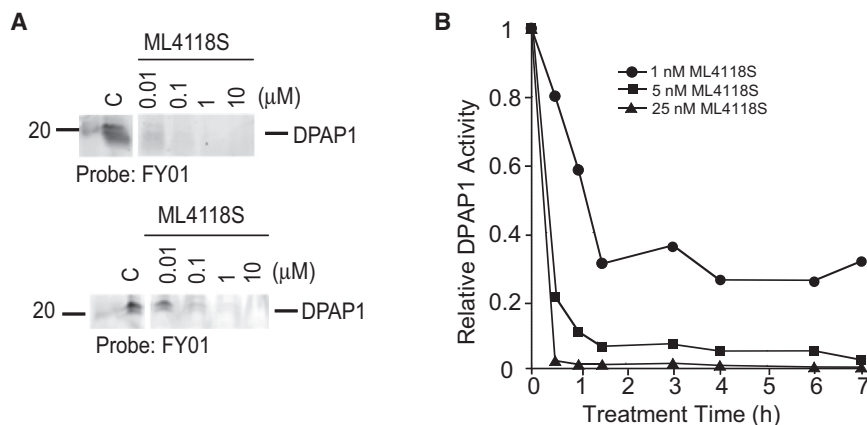 A
ML4118S
C
0.01
0.1
1
10
(μM)
20
DPAP1
Probe: FY01
ML4118S
C
0.01
0.1
1
10
(μM)
20
DPAP1
Probe: FY01
B
1 nM ML4118S
5 nM ML4118S
25 nM ML4118S
Relative DPAP1 Activity
1
0.8
0.6
0.4
0.2
0
0 1 2 3 4 5 6 7
Treatment Time (h)